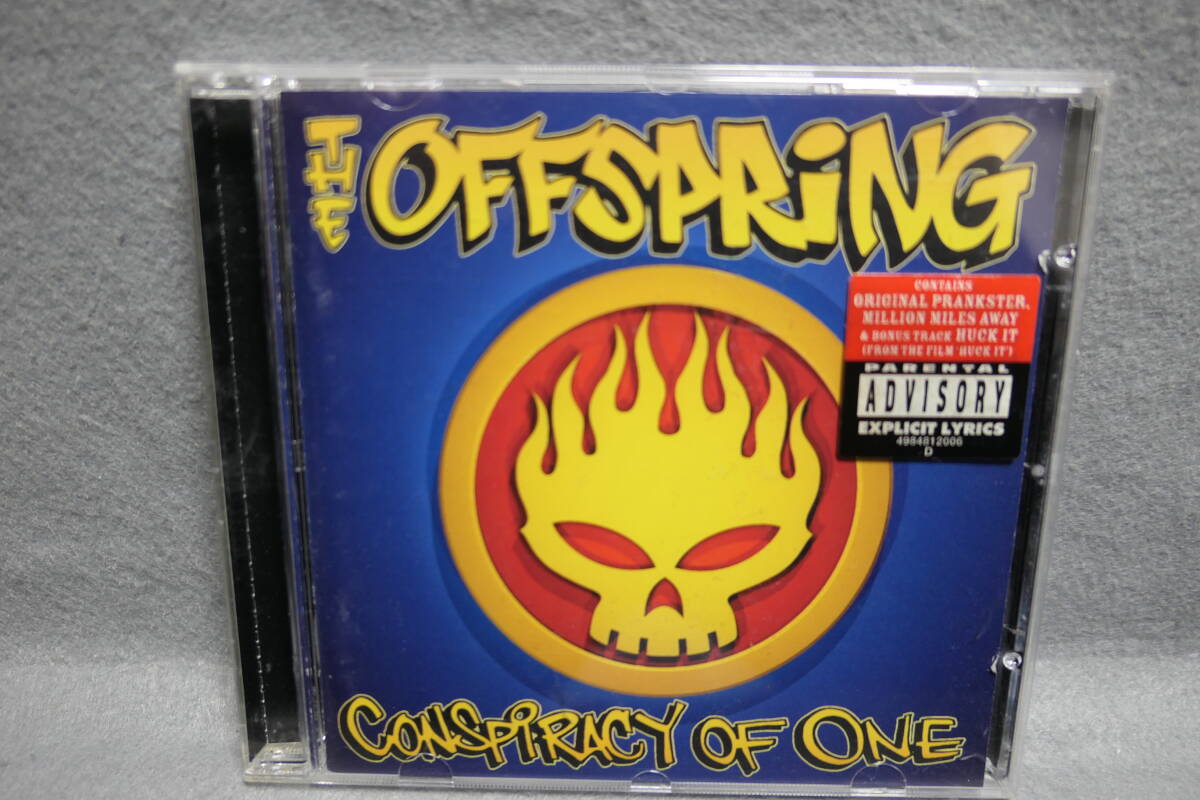 THE OFFSPRiNG
CONTAINS
ORIGINAL PRANKSTER,
MILLION MILES AWAY
& BONUS TRACK HUCK IT
(FROM THE FILM 'HUCK IT')
PARENTAL
ADVISORY
EXPLICIT LYRICS
4984812006
D
CONSPiRACY OF ONE